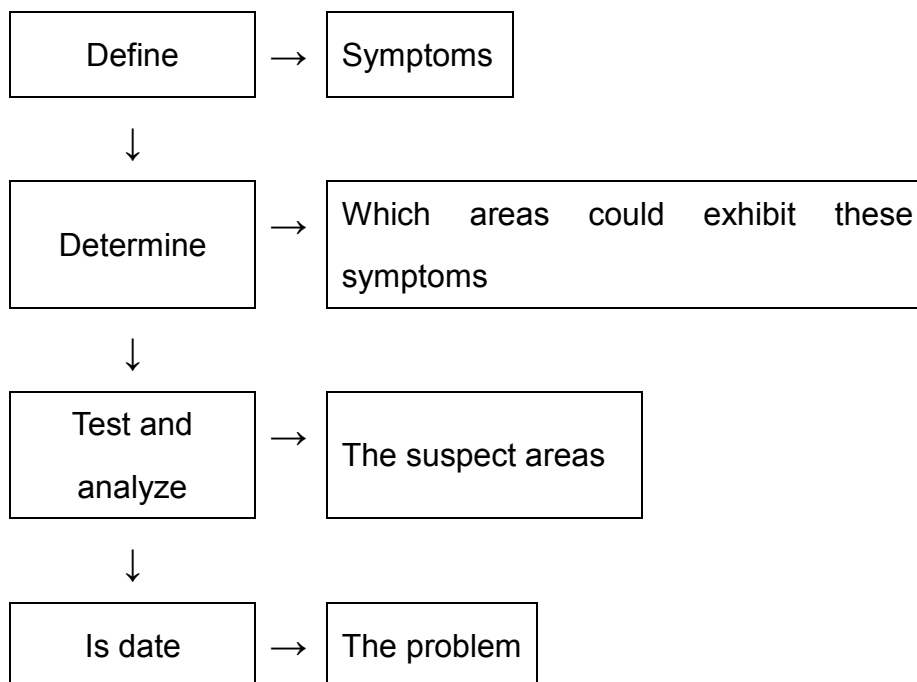 Define → Symptoms
↓
Determine → Which areas could exhibit these
symptoms
↓
Test and
analyze → The suspect areas
↓
Is date → The problem